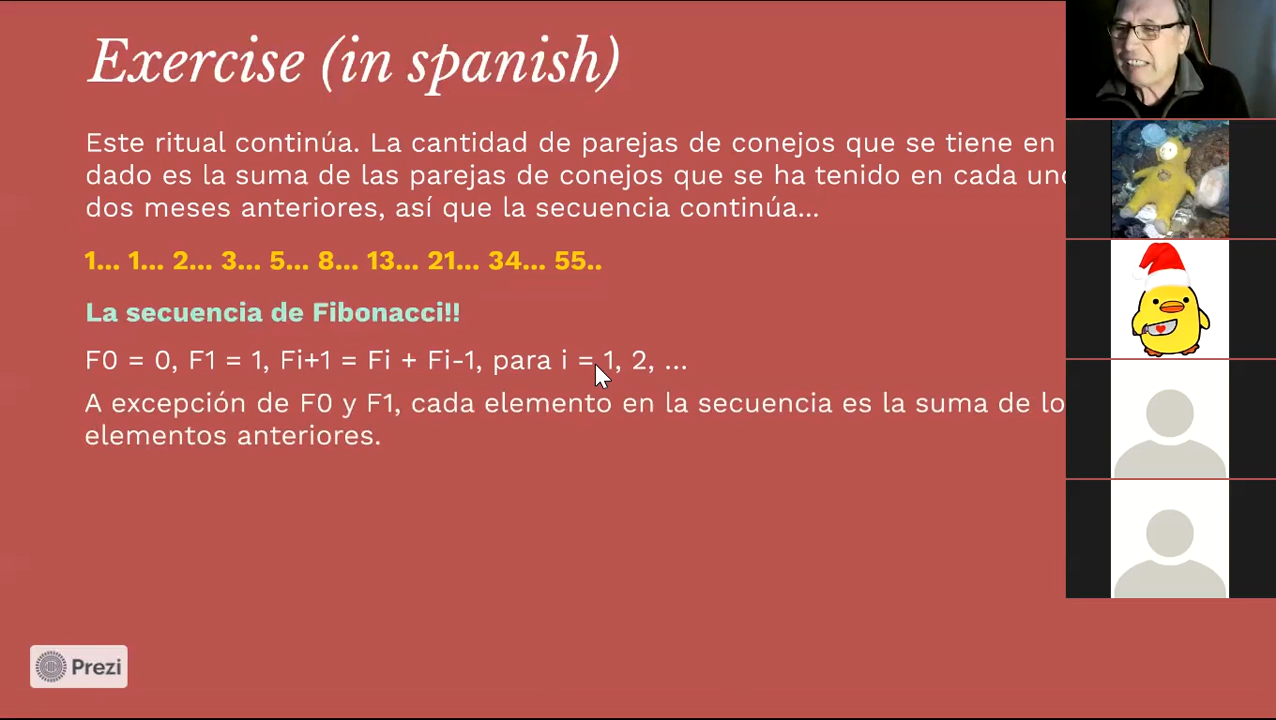 Exercise (in spanish)
Este ritual continúa. La cantidad de parejas de conejos que se tiene en
dado es la suma de las parejas de conejos que se ha tenido en cada
dos meses anteriores, así que la secuencia continúa...
1... 1... 2... 3... 5... 8... 13... 21... 34... 55..
La secuencia de Fibonacci!!
F0 = 0, F1 = 1, Fi+1 = Fi + Fi-1, para i = 1, 2, ...
A excepción de F0 y F1, cada elemento en la secuencia es la suma de
elementos anteriores.
Prezi